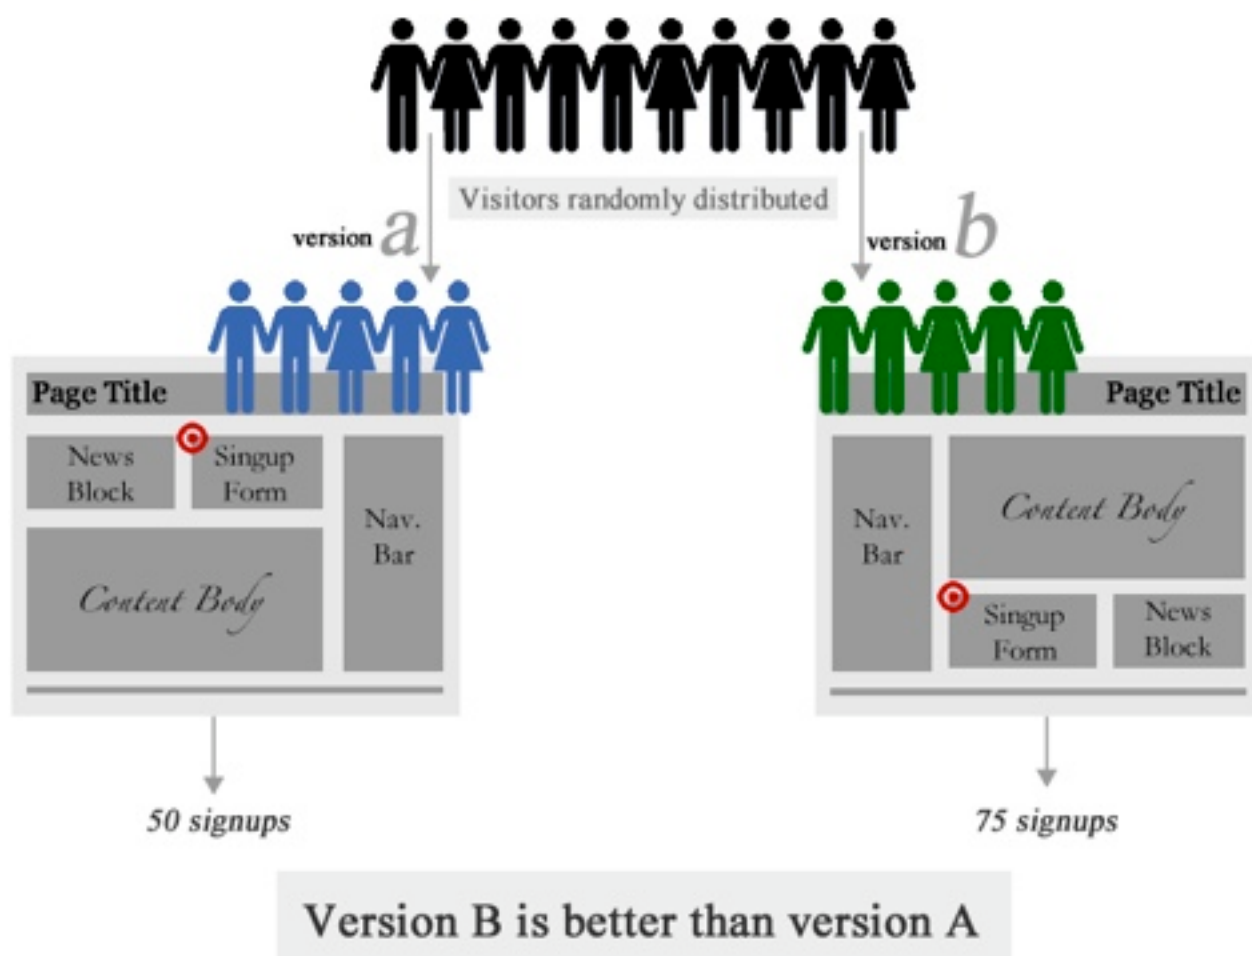 Visitors randomly distributed
version a
version b
Page Title
News
Block
Singup
Form
Nav.
Bar
Content Body
Page Title
Nav.
Bar
Content Body
Singup
Form
News
Block
50 signups
75 signups
Version B is better than version A